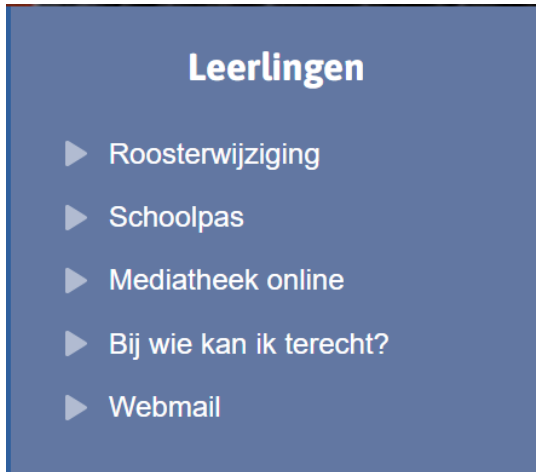 Leerlingen
Roosterwijziging
Schoolpas
Mediatheek online
Bij wie kan ik terecht?
Webmail